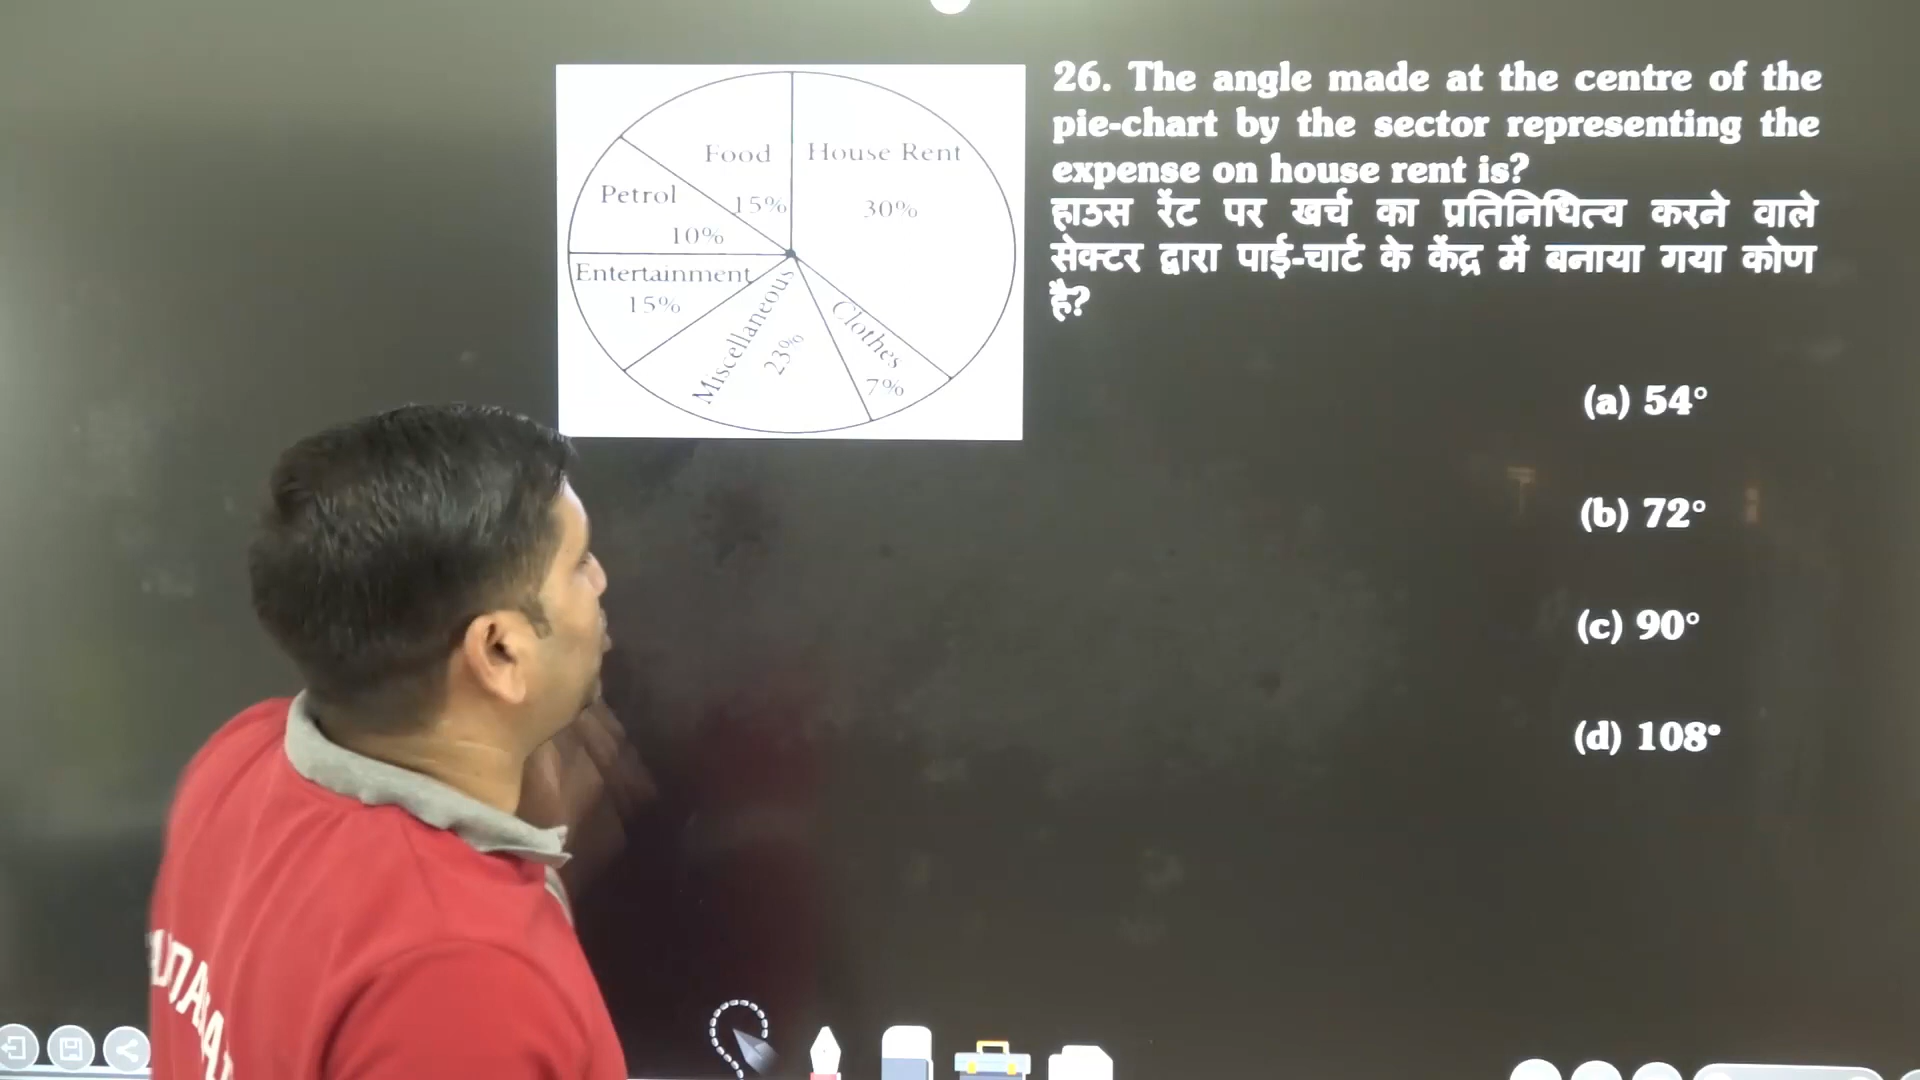 26. The angle made at the centre of the
pie-chart by the sector representing the
expense on house rent is?
हाउस रेंट पर खर्च का प्रतिनिधित्व करने वाले
सेक्टर द्वारा पाई-चार्ट के केंद्र में बनाया गया कोण
है?
Food
15%
House Rent
30%
Petrol
10%
Entertainment
15%
Miscellaneous
23%
Clothes
7%
(a) 54°
(b) 72°
(c) 90°
(d) 108°